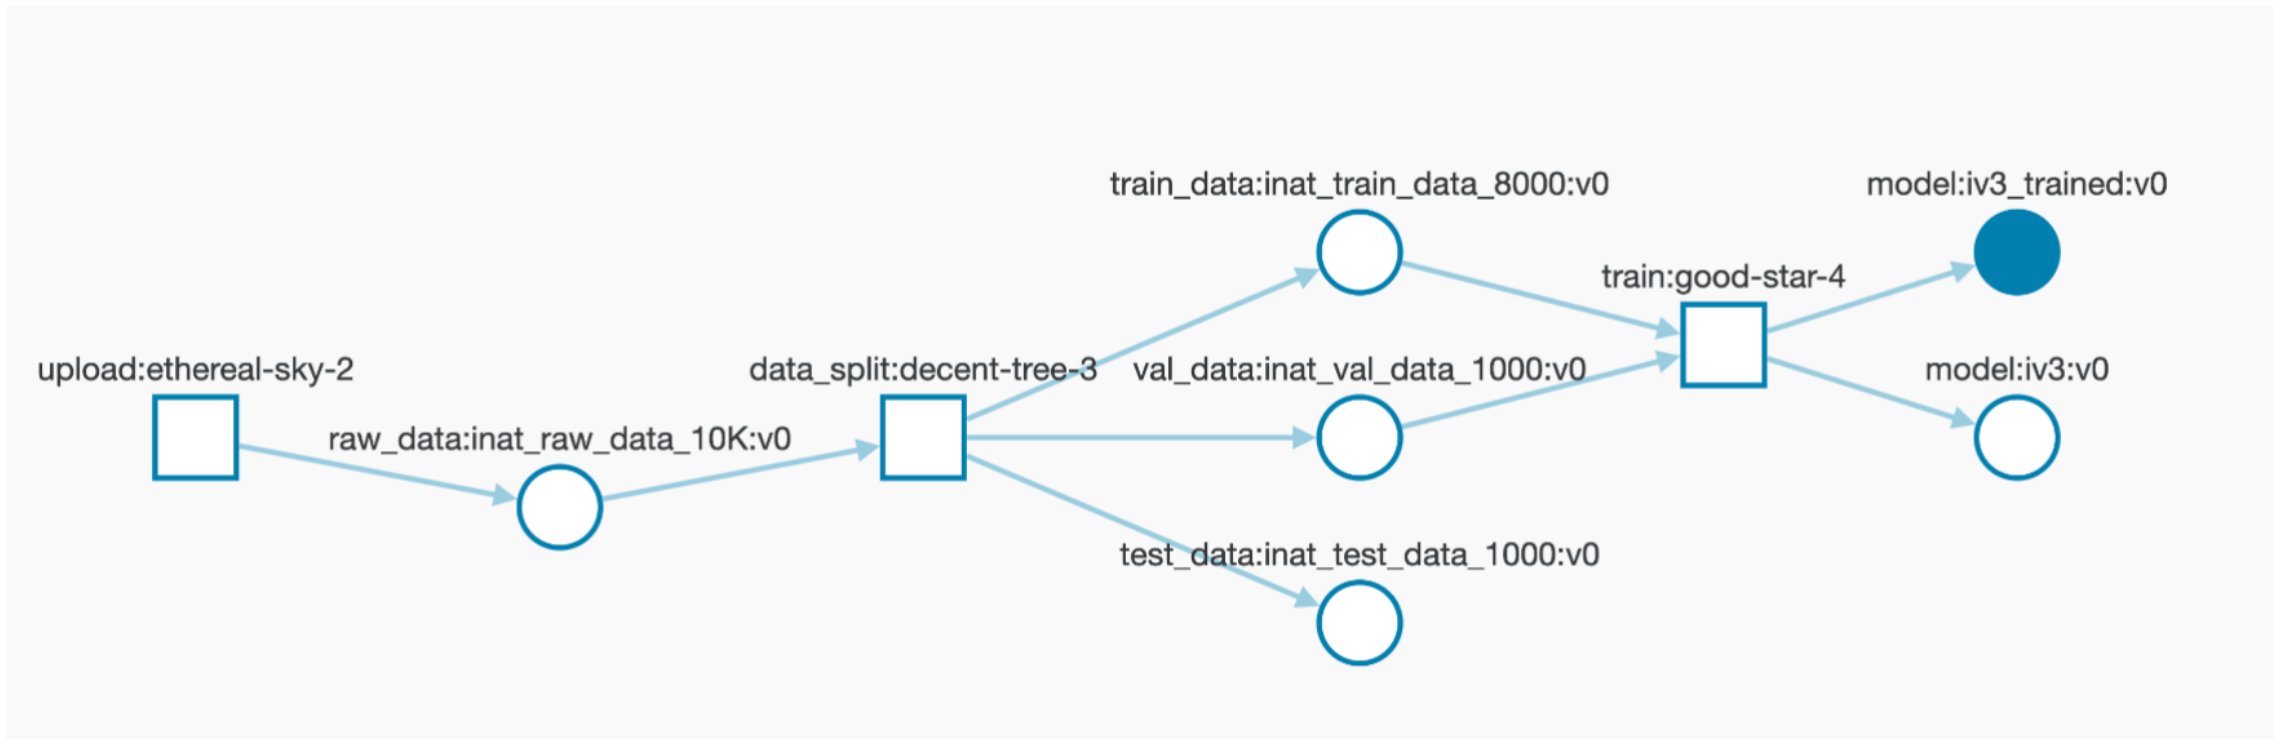 train_data:inat_train_data_8000:v0
model:iv3_trained:v0
train:good-star-4
upload:ethereal-sky-2
data_split:decent-tree-3
val_data:inat_val_data_1000:v0
model:iv3:v0
raw_data:inat_raw_data_10K:v0
test_data:inat_test_data_1000:v0